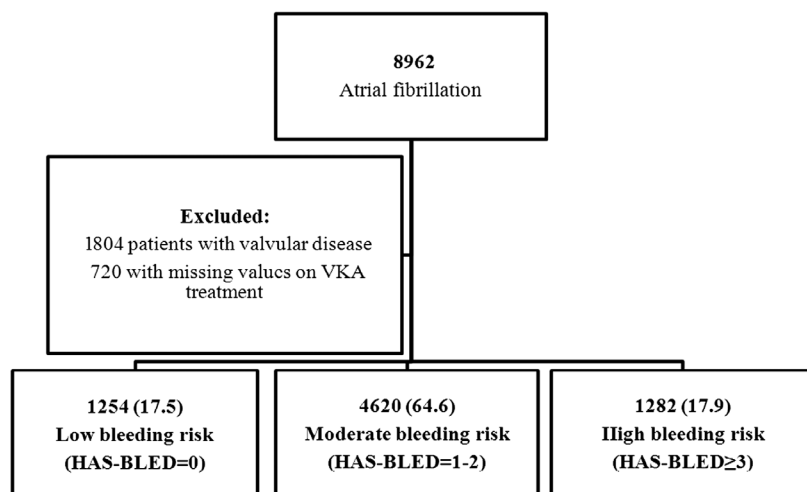 8962
Atrial fibrillation
Excluded:
1804 patients with valvular disease
720 with missing valucs on VKA
treatment
1254 (17.5)
Low bleeding risk
(HAS-BLED=0)
4620 (64.6)
Moderate bleeding risk
(HAS-BLED=1-2)
1282 (17.9)
IIigh bleeding risk
(HAS-BLED≥3)